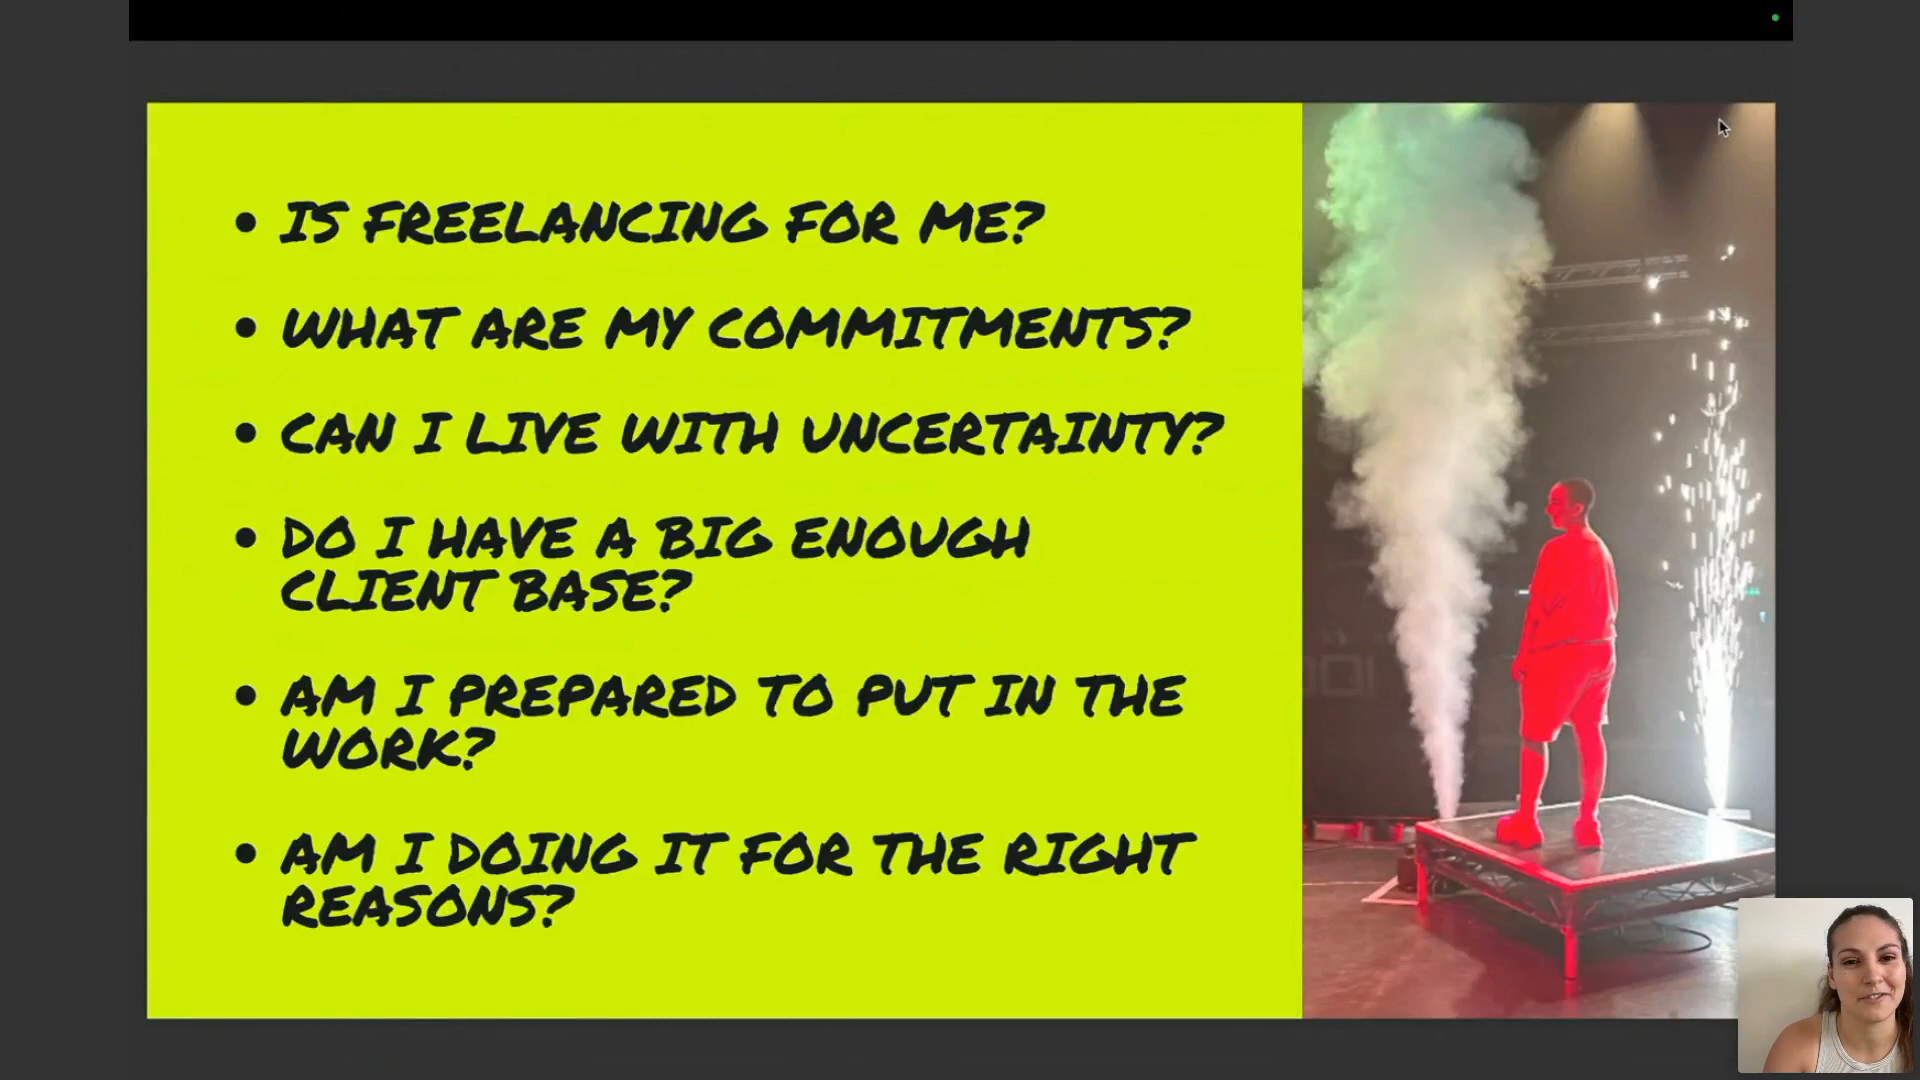 • IS FREELANCING FOR ME?
• WHAT ARE MY COMMITMENTS?
• CAN I LIVE WITH UNCERTAINTY?
• DO I HAVE A BIG ENOUGH
CLIENT BASE?
• AM I PREPARED TO PUT IN THE
WORK?
• AM I DOING IT FOR THE RIGHT
REASONS?